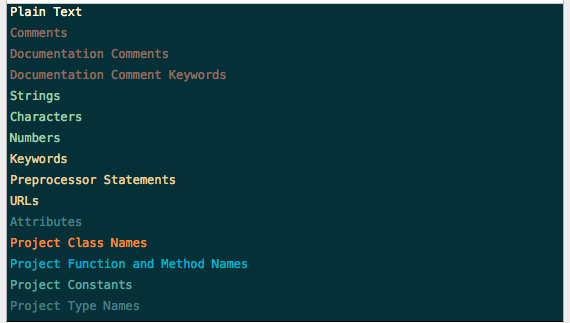 Plain Text
Comments
Documentation Comments
Documentation Comment Keywords
Strings
Characters
Numbers
Keywords
Preprocessor Statements
URLs
Attributes
Project Class Names
Project Function and Method Names
Project Constants
Project Type Names